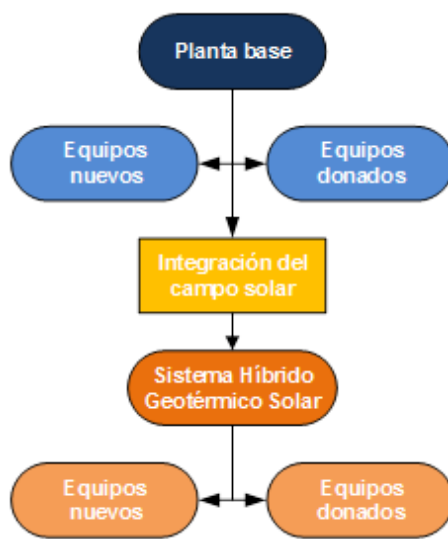 Planta base
Equipos
nuevos
Equipos
donados
Integración del
campo solar
Sistema Híbrido
Geotérmico Solar
Equipos
nuevos
Equipos
donados